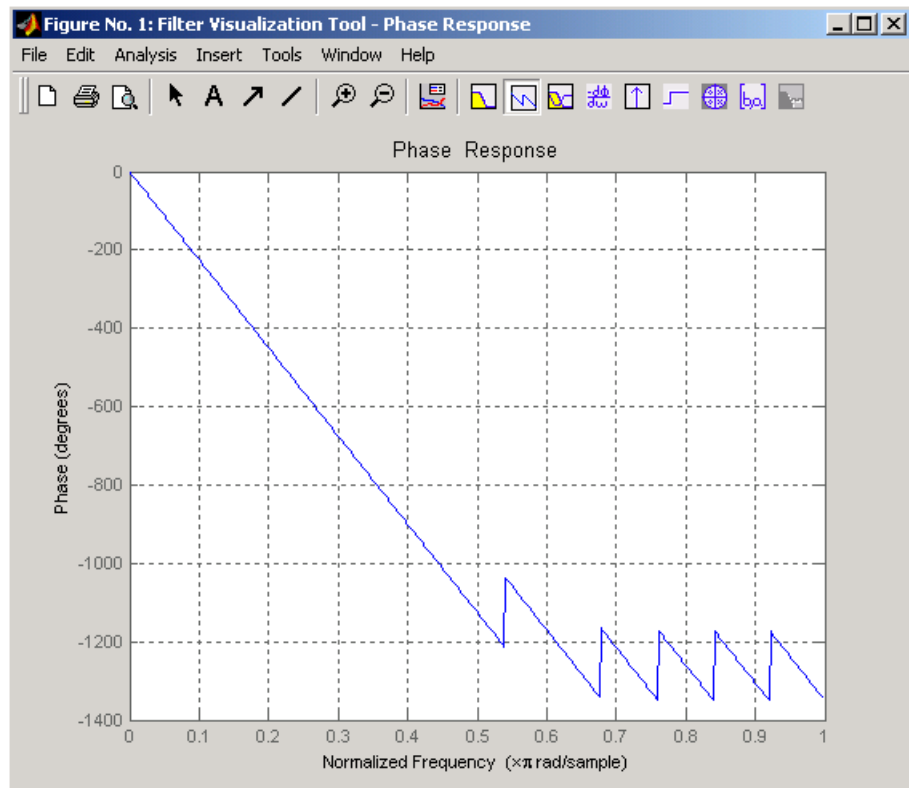 Figure No. 1: Filter Visualization Tool - Phase Response
File Edit Analysis Insert Tools Window Help
Phase Response
0
-200
-400
-600
-800
-1000
-1200
-1400
Phase (degrees)
0 0.1 0.2 0.3 0.4 0.5 0.6 0.7 0.8 0.9 1
Normalized Frequency (×π rad/sample)